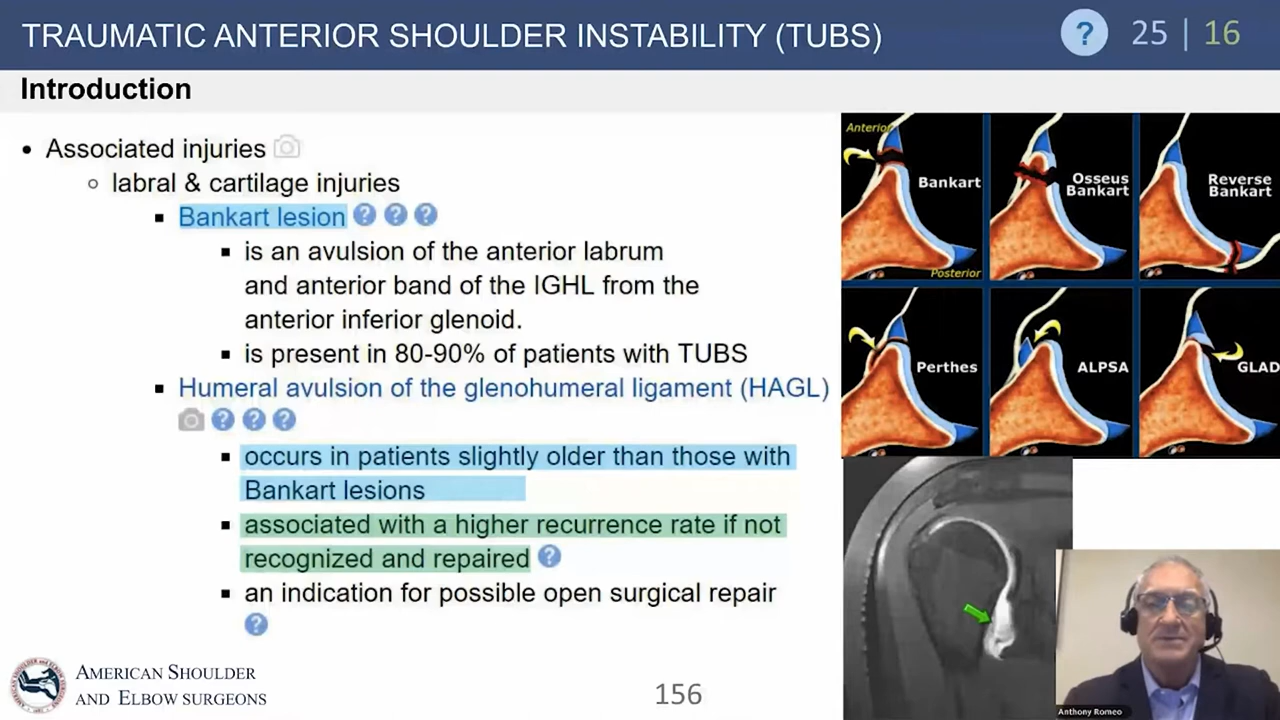 TRAUMATIC ANTERIOR SHOULDER INSTABILITY (TUBS)
? 25 | 16
Introduction
• Associated injuries
○ labral & cartilage injuries
▪ Bankart lesion ? ? ?
▪ is an avulsion of the anterior labrum
and anterior band of the IGHL from the
anterior inferior glenoid.
▪ is present in 80-90% of patients with TUBS
▪ Humeral avulsion of the glenohumeral ligament (HAGL)
? ? ?
▪ occurs in patients slightly older than those with
Bankart lesions
▪ associated with a higher recurrence rate if not
recognized and repaired ?
▪ an indication for possible open surgical repair
?
Anterior
Bankart
Posterior
Osseus
Bankart
Reverse
Bankart
Perthes
ALPSA
GLAD
AMERICAN SHOULDER
AND ELBOW SURGEONS
156
Anthony Romeo